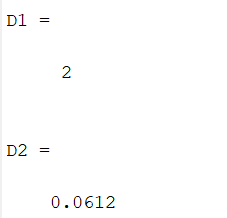 D1 =
2
D2 =
0.0612